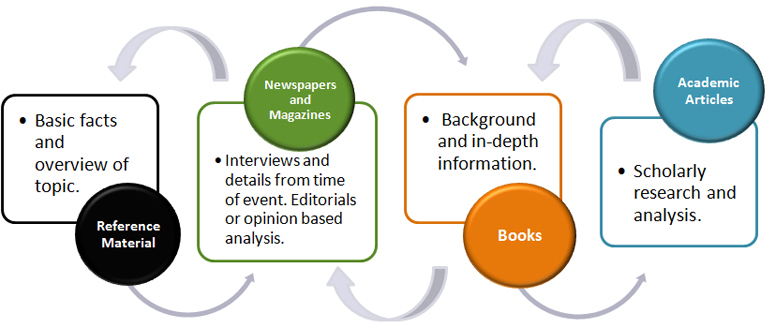 • Basic facts
and
overview of
topic.
Reference
Material
Newspapers
and
Magazines
• Interviews and
details from time
of event. Editorials
or opinion based
analysis.
• Background
and in-depth
information.
Books
Academic
Articles
• Scholarly
research and
analysis.